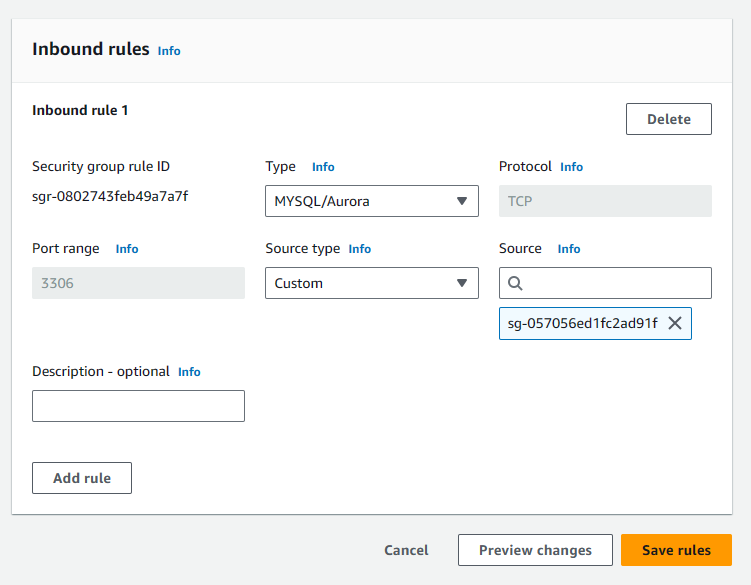 Inbound rules Info
Inbound rule 1
Delete
Security group rule ID
sgr-0802743feb49a7a7f
Type Info
MYSQL/Aurora
Protocol Info
TCP
Port range Info
3306
Source type Info
Custom
Source Info
sg-057056ed1fc2ad91f
Description - optional Info
Add rule
Cancel
Preview changes
Save rules